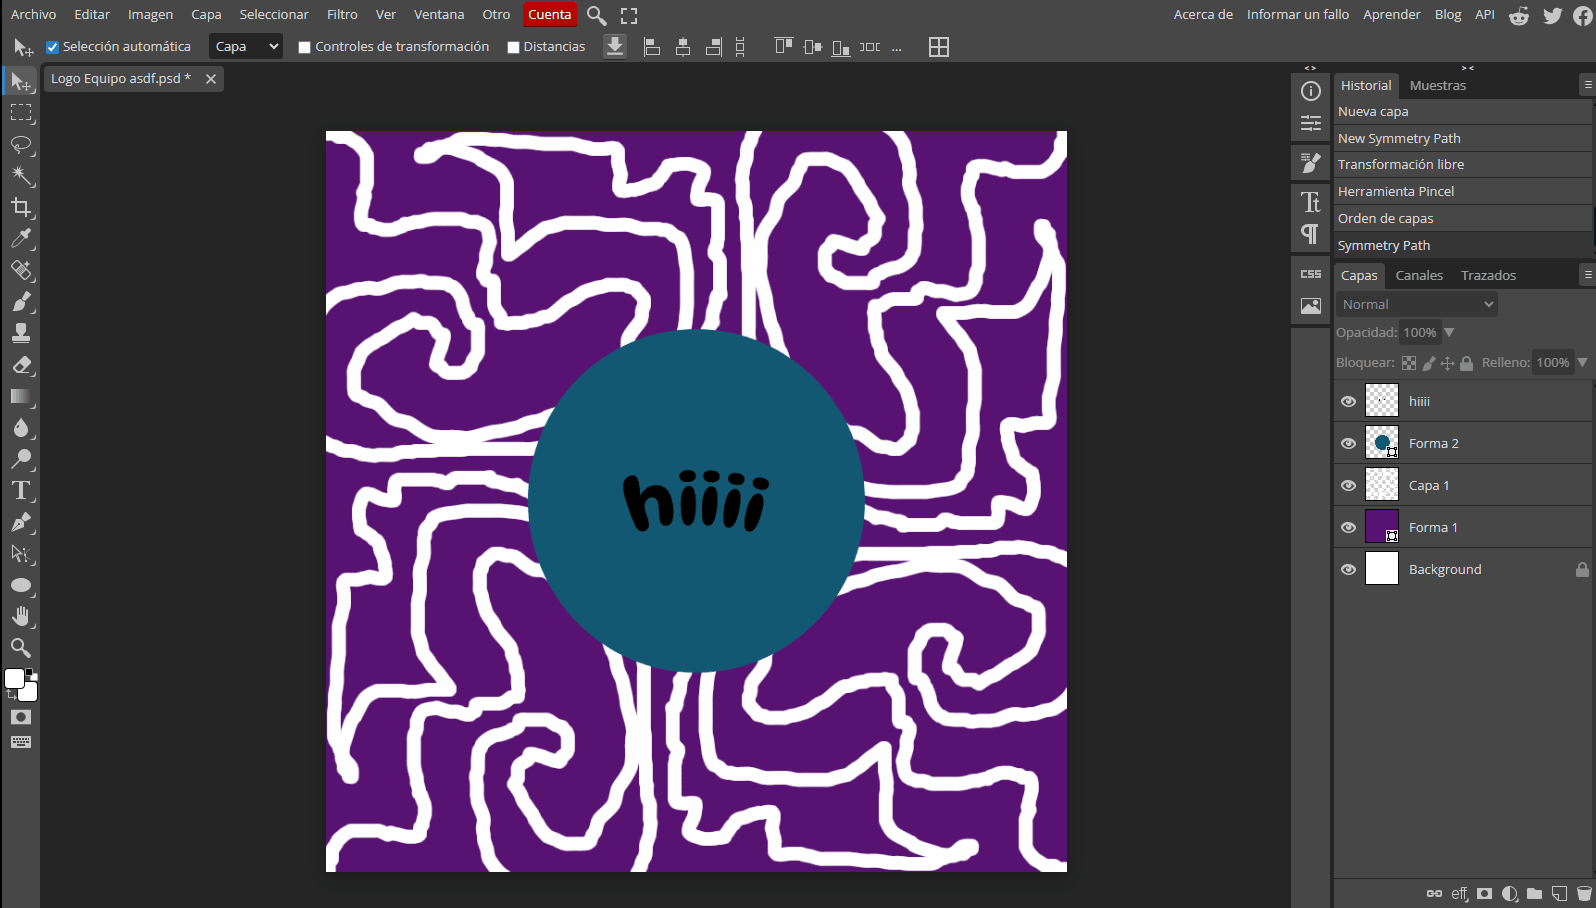 Archivo Editar Imagen Capa Seleccionar Filtro Ver Ventana Otro Cuenta Acerca de Informar un fallo Aprender Blog API
Selección automática Capa Controles de transformación Distancias ...
Logo Equipo asdf.psd *
Historial Muestras
Nueva capa
New Symmetry Path
Transformación libre
Herramienta Pincel
Orden de capas
Symmetry Path
Capas Canales Trazados
Normal
Opacidad: 100%
Bloquear: Relleno: 100%
hiiii
Forma 2
Capa 1
Forma 1
Background
CSS
hiiii
eff